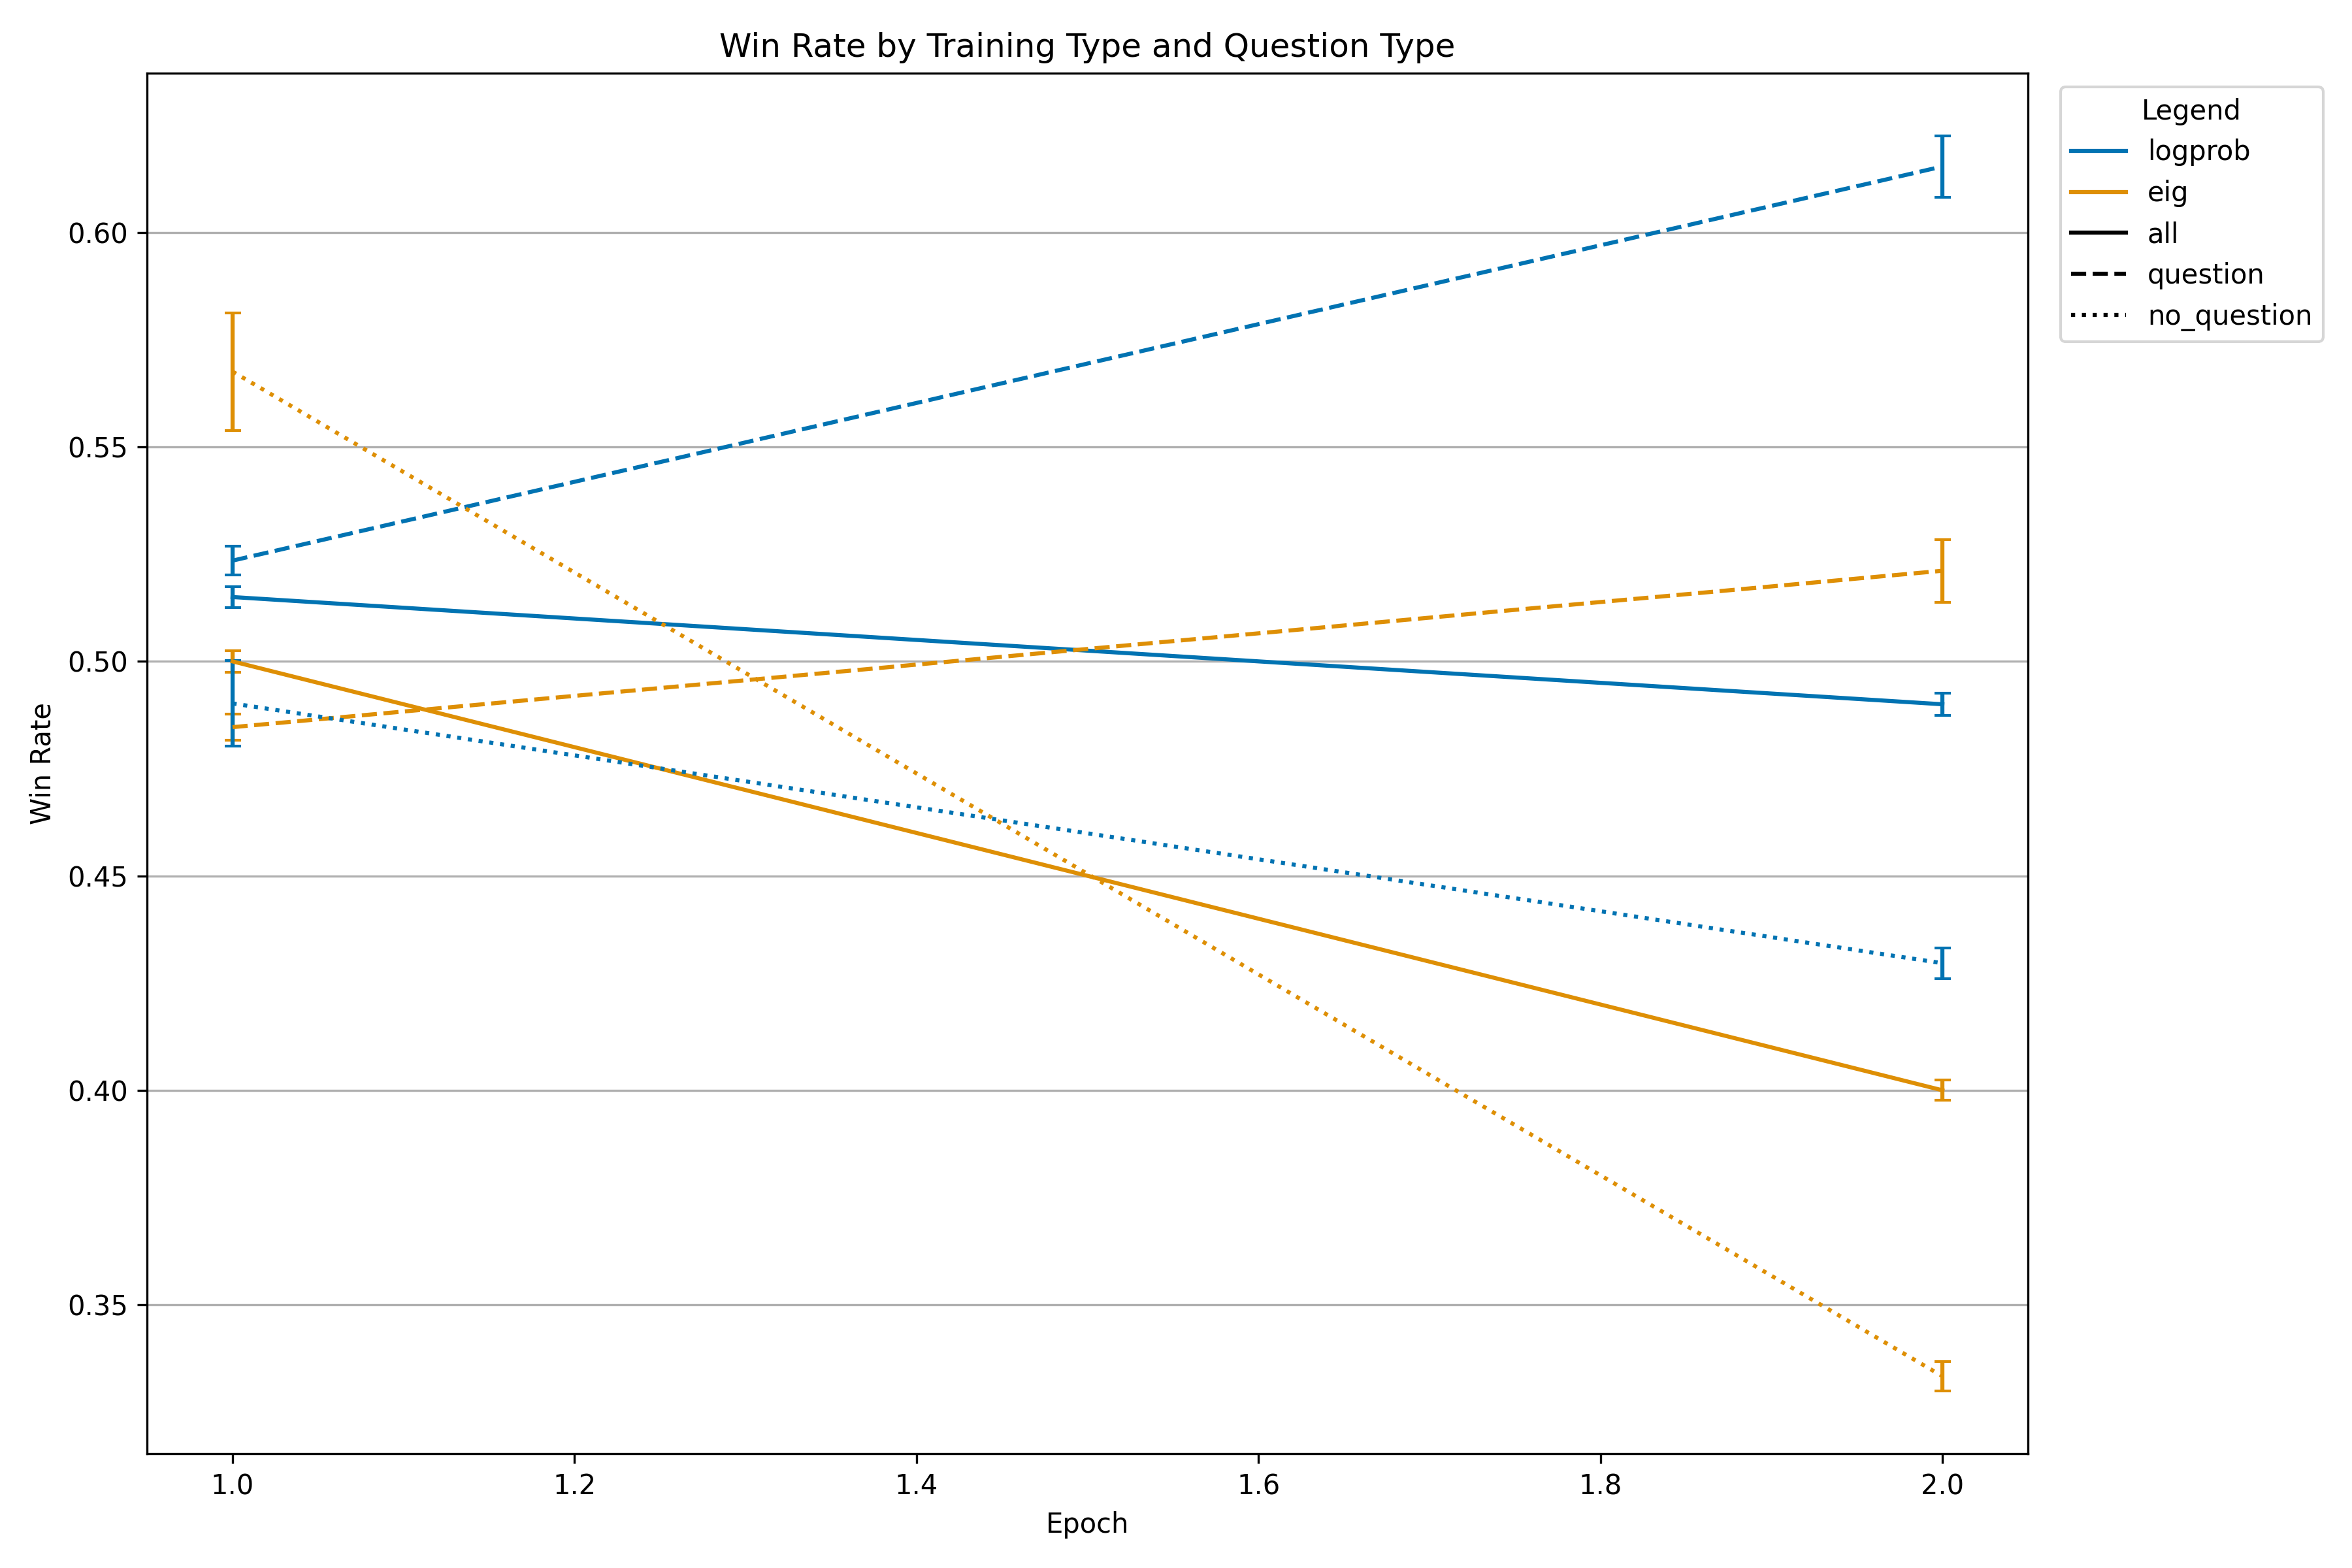 Win Rate by Training Type and Question Type
Legend
logprob
eig
all
question
no_question
0.60
0.55
0.50
0.45
0.40
0.35
Win Rate
1.0 1.2 1.4 1.6 1.8 2.0
Epoch